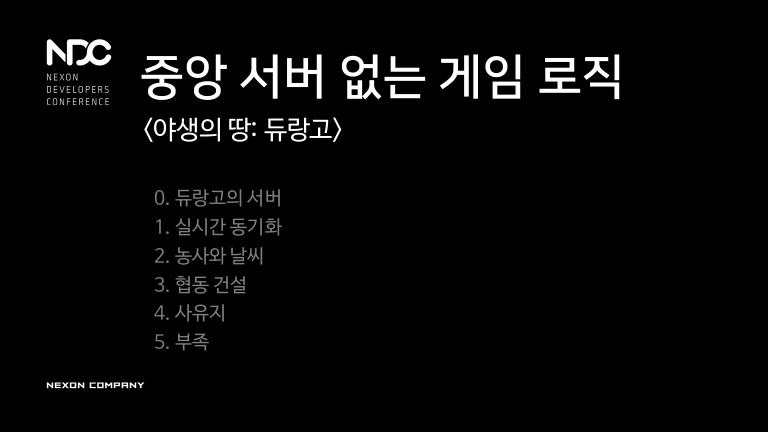 NDC
NEXON
DEVELOPERS
CONFERENCE
중앙 서버 없는 게임 로직
〈야생의 땅: 듀랑고〉
0. 듀랑고의 서버
1. 실시간 동기화
2. 농사와 날씨
3. 협동 건설
4. 사유지
5. 부족
NEXON COMPANY